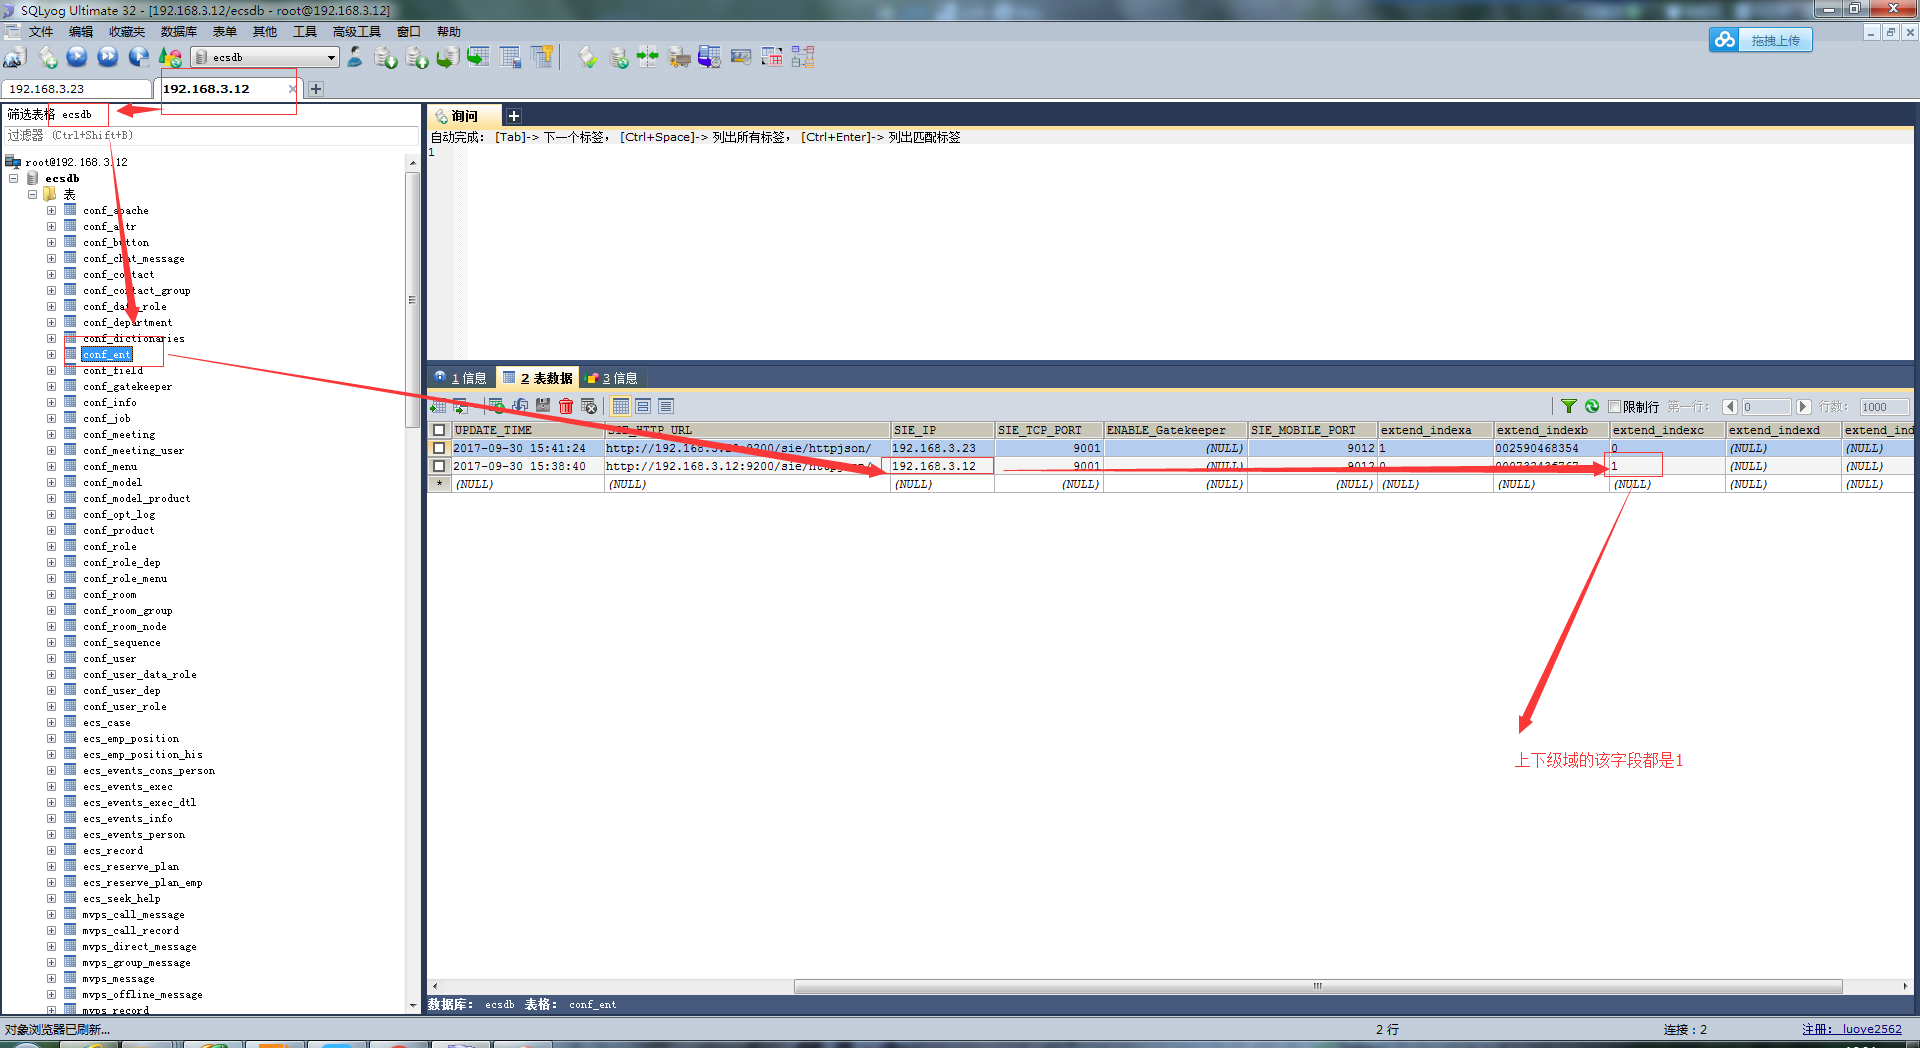 SQLyog Ultimate 32 - [192.168.3.12/ecsdb - root@192.168.3.12]
文件 编辑 收藏夹 数据库 表单 其他 工具 高级工具 窗口 帮助
拖拽上传
ecsdb
192.168.3.23 192.168.3.12
筛选表格 ecsdb
过滤器 (Ctrl+Shift+B)
root@192.168.3.12
ecsdb
表
conf_apache
conf_attr
conf_button
conf_chat_message
conf_contact
conf_contact_group
conf_data_role
conf_department
conf_dictionaries
conf_ent
conf_field
conf_gatekeeper
conf_info
conf_job
conf_meeting
conf_meeting_user
conf_menu
conf_model
conf_model_product
conf_opt_log
conf_product
conf_role
conf_role_dep
conf_role_menu
conf_room
conf_room_group
conf_room_node
conf_sequence
conf_user
conf_user_data_role
conf_user_dep
conf_user_role
ecs_case
ecs_emp_position
ecs_emp_position_his
ecs_events_cons_person
ecs_events_exec
ecs_events_exec_dtl
ecs_events_info
ecs_events_person
ecs_record
ecs_reserve_plan
ecs_reserve_plan_emp
ecs_seek_help
mvps_call_message
mvps_call_record
mvps_direct_message
mvps_group_message
mvps_message
mvps_offline_message
mvps_record
询问
自动完成: [Tab]-> 下一个标签, [Ctrl+Space]-> 列出所有标签, [Ctrl+Enter]-> 列出匹配标签
1
1 信息 2 表数据 3 信息
限制行 第一行: 0 行数: 1000
UPDATE_TIME SIE_HTTP_URL SIE_IP SIE_TCP_PORT ENABLE_Gatekeeper SIE_MOBILE_PORT extend_indexa extend_indexb extend_indexc extend_indexd extend_ind
2017-09-30 15:41:24 http://192.168.3.23:9200/sie/httpjson/ 192.168.3.23 9001 (NULL) 9012 1 002590468354 0 (NULL) (NULL)
2017-09-30 15:38:40 http://192.168.3.12:9200/sie/httpjson/ 192.168.3.12 9001 (NULL) 9012 0 1 (NULL) (NULL)
* (NULL) (NULL) (NULL) (NULL) (NULL) (NULL) (NULL) (NULL) (NULL) (NULL) (NULL)
上下级域的该字段都是1
数据库: ecsdb 表格: conf_ent
对象浏览器已刷新... 2 行 连接 : 2 注册: luoye2562